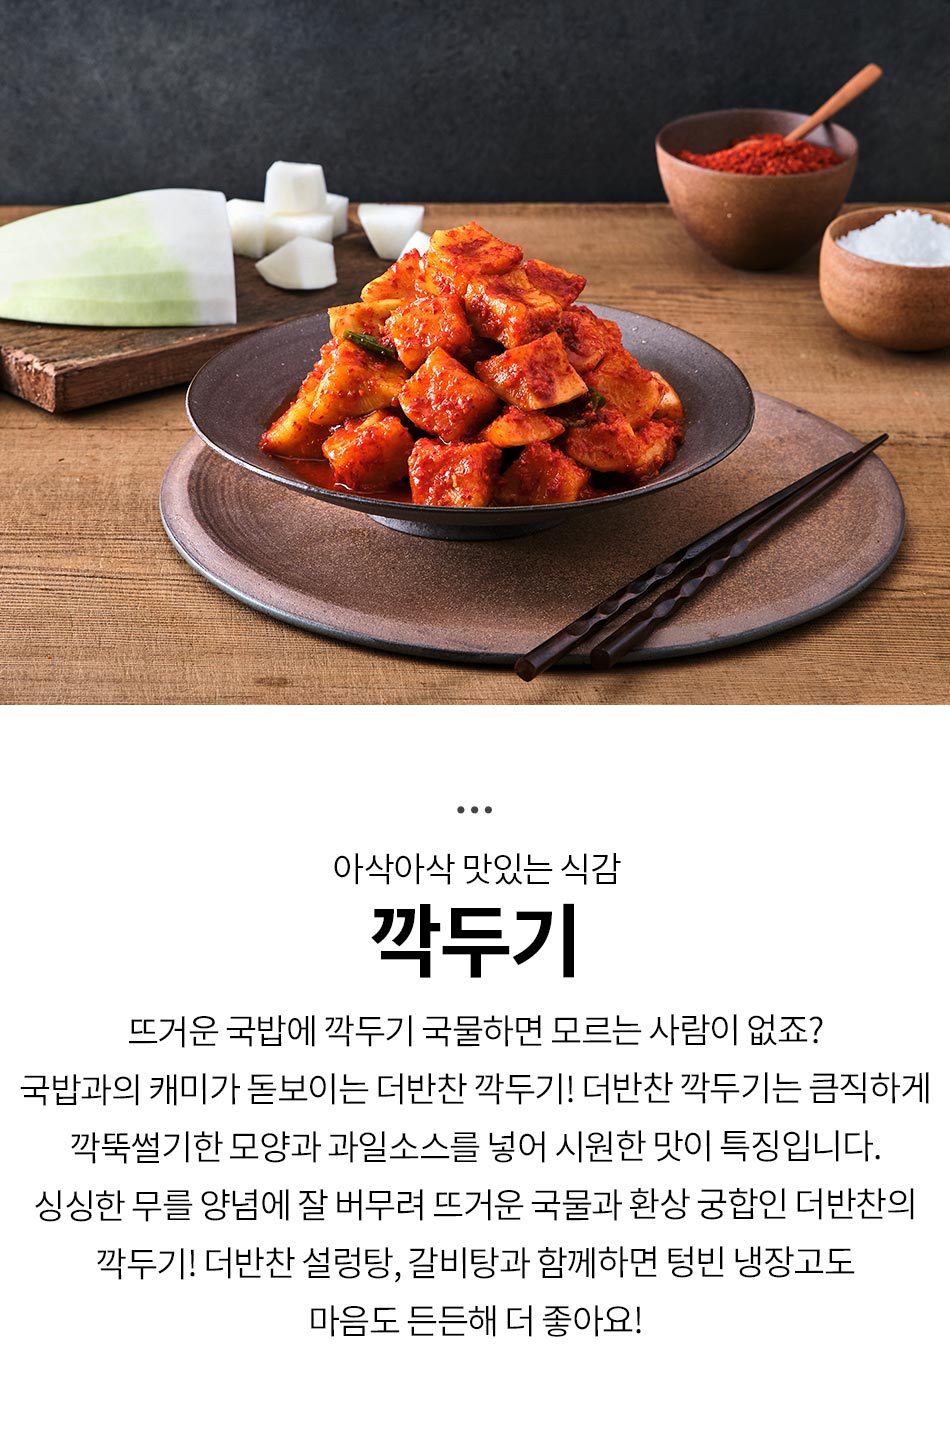 아삭아삭 맛있는 식감
깍두기
뜨거운 국밥에 깍두기 국물하면 모르는 사람이 없죠?
국밥과의 캐미가 돋보이는 더반찬 깍두기! 더반찬 깍두기는 큼직하게
깍뚝썰기한 모양과 과일소스를 넣어 시원한 맛이 특징입니다.
싱싱한 무를 양념에 잘 버무려 뜨거운 국물과 환상 궁합인 더반찬의
깍두기! 더반찬 설렁탕, 갈비탕과 함께하면 텅빈 냉장고도
마음도 든든해 더 좋아요!